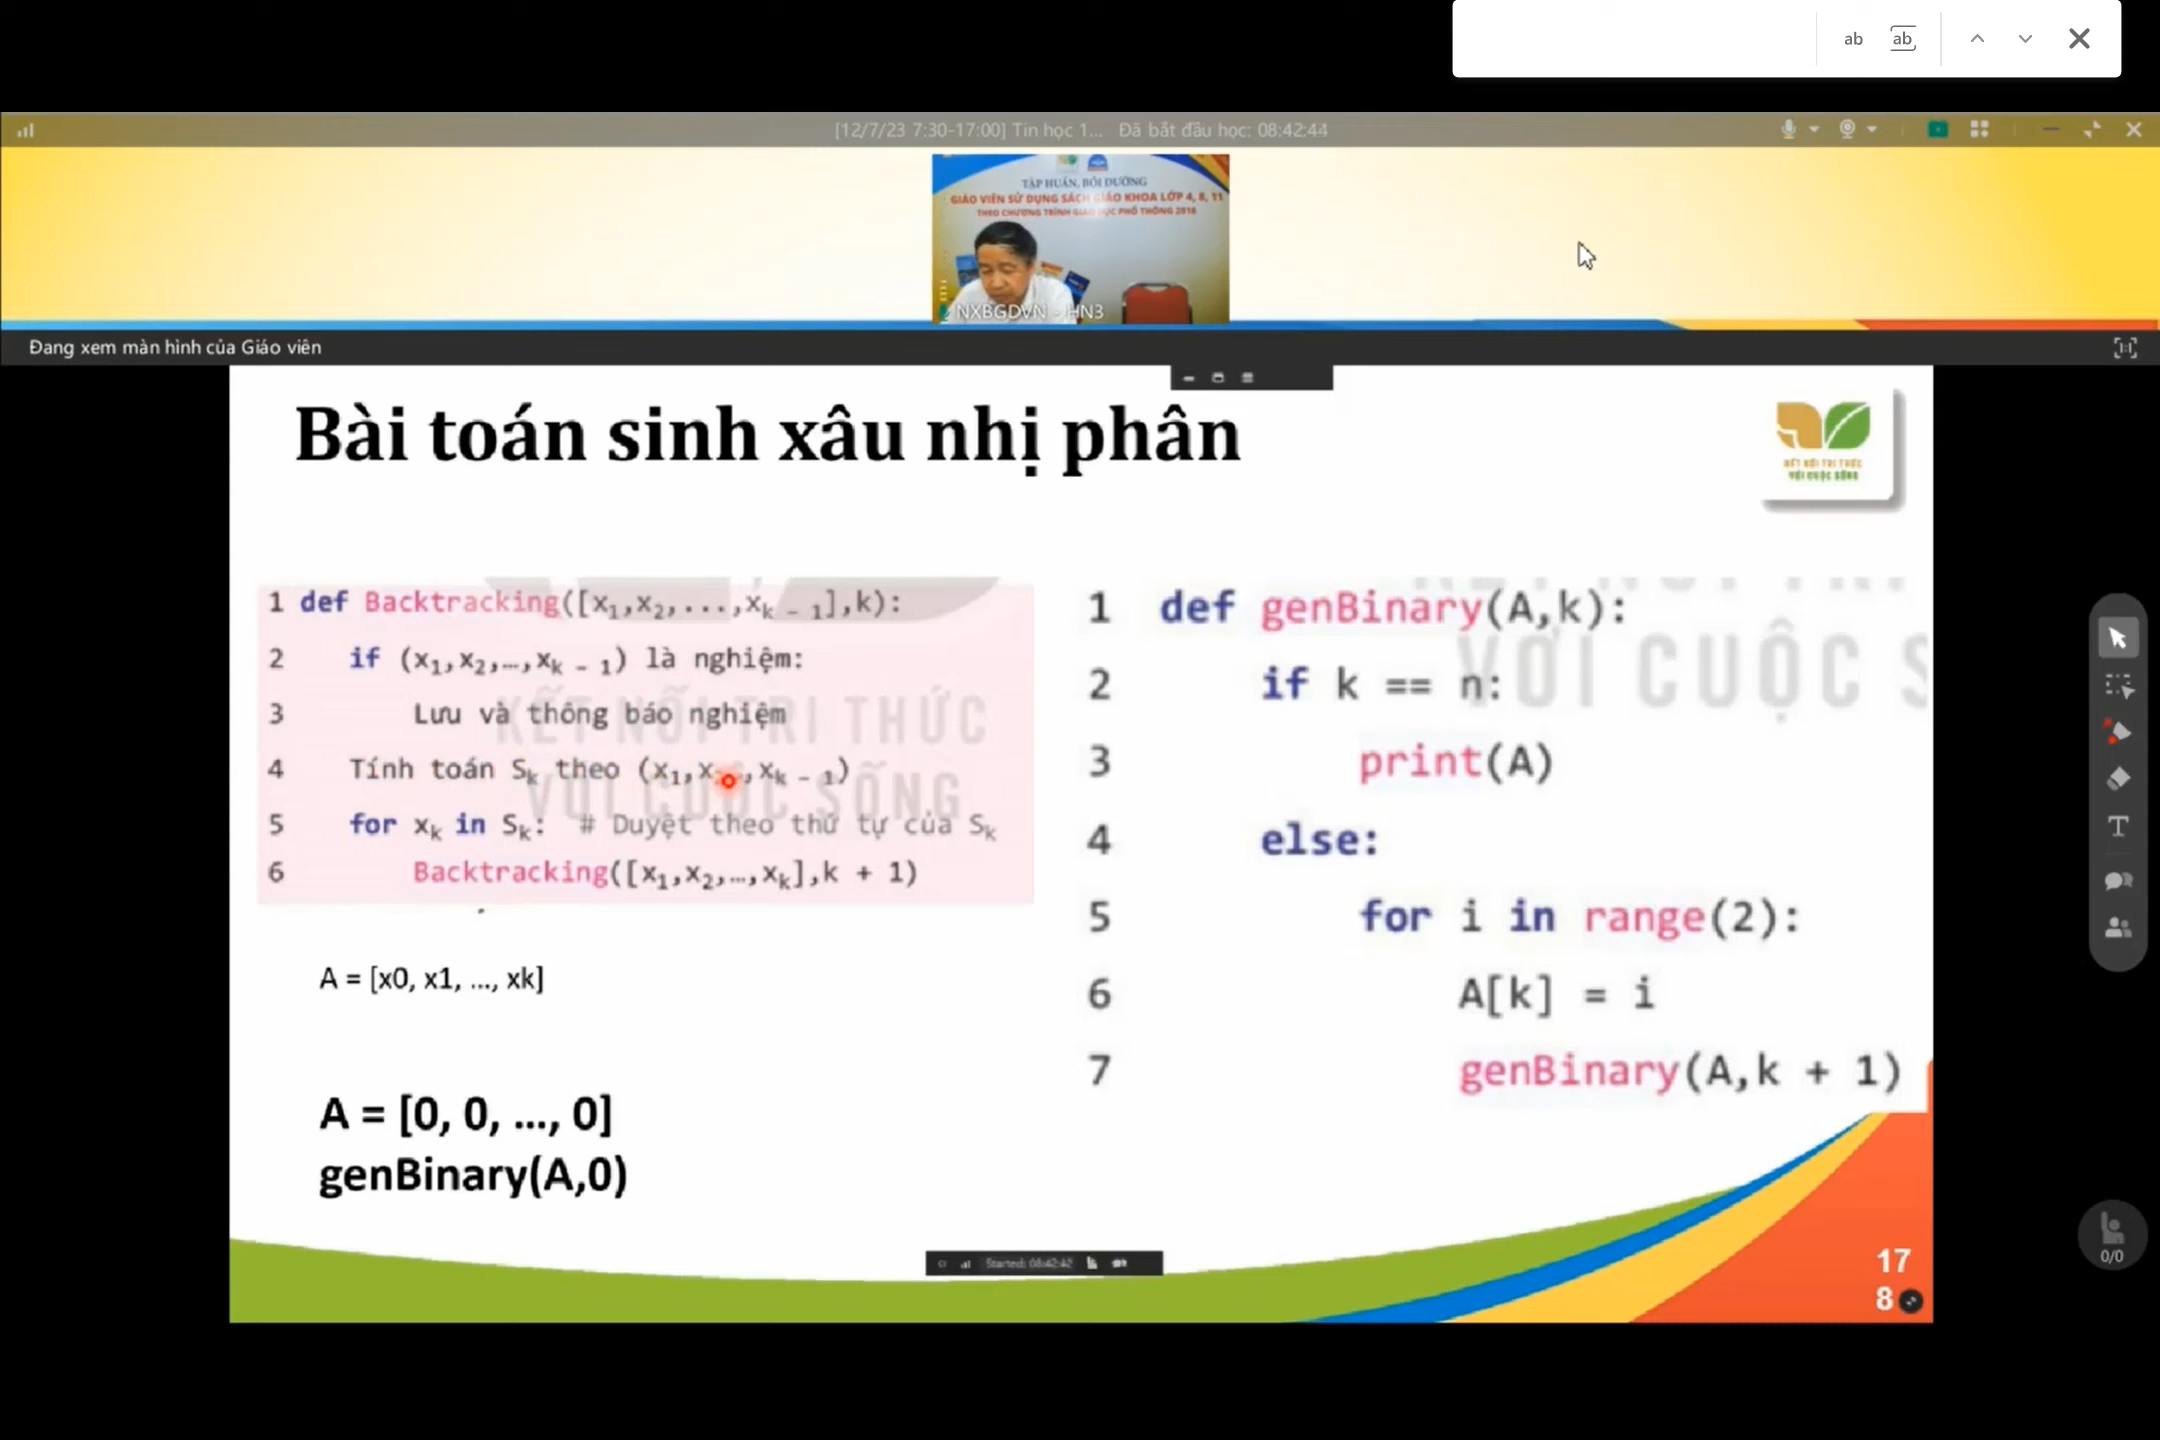 ab
ab
[12/7/23 7:30-17:00] Tin học 1... Đã bắt đầu học: 08:42:44
TẬP HUẤN, BỒI DƯỠNG
GIÁO VIÊN SỬ DỤNG SÁCH GIÁO KHOA LỚP 4, 8, 11
THEO CHƯƠNG TRÌNH GIÁO DỤC PHỔ THÔNG 2018
NXBGDVN - HN3
Đang xem màn hình của Giáo viên
Bài toán sinh xâu nhị phân
KẾT NỐI TRI THỨC
VỚI CUỘC SỐNG
1 def Backtracking([x₁,x₂,...,xₖ₋₁],k):
2 if (x₁,x₂,…,xₖ₋₁) là nghiệm:
3 Lưu và thông báo nghiệm
4 Tính toán Sₖ theo (x₁,x,xₖ₋₁)
5 for xₖ in Sₖ: # Duyệt theo thứ tự của Sₖ
6 Backtracking([x₁,x₂,…,xₖ],k + 1)
KẾT NỐI TRI THỨC
VỚI CUỘC SỐNG
A = [x0, x1, ..., xk]
A = [0, 0, ..., 0]
genBinary(A,0)
1 def genBinary(A,k):
2 if k == n:
3 print(A)
4 else:
5 for i in range(2):
6 A[k] = i
7 genBinary(A,k + 1)
VỚI CUỘC S
Started: 08:42:42
17
8
T
0/0